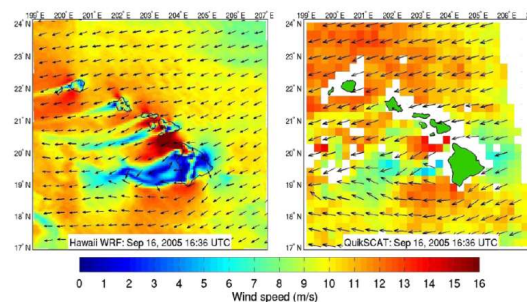 199°E 200°E 201°E 202°E 203°E 204°E 205°E 206°E 207°E
199°E 200°E 201°E 202°E 203°E 204°E 205°E 206°E 207°E
24°N
23°N
22°N
21°N
20°N
19°N
18°N
17°N
24°N
23°N
22°N
21°N
20°N
19°N
18°N
17°N
Hawaii WRF: Sep 16, 2005 16:36 UTC
QuikSCAT: Sep 16, 2005 16:36 UTC
0 1 2 3 4 5 6 7 8 9 10 11 12 13 14 15 16
Wind speed (m/s)